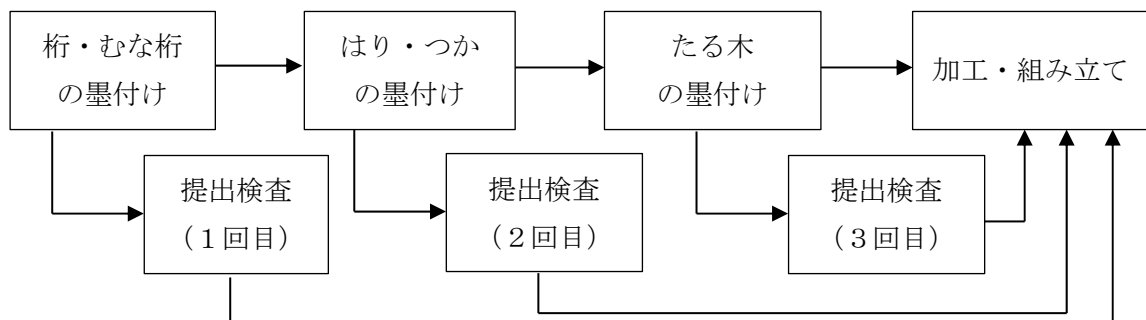 桁・むな桁
の墨付け
はり・つか
の墨付け
たる木
の墨付け
加工・組み立て
提出検査
(１回目)
提出検査
(２回目)
提出検査
(３回目)